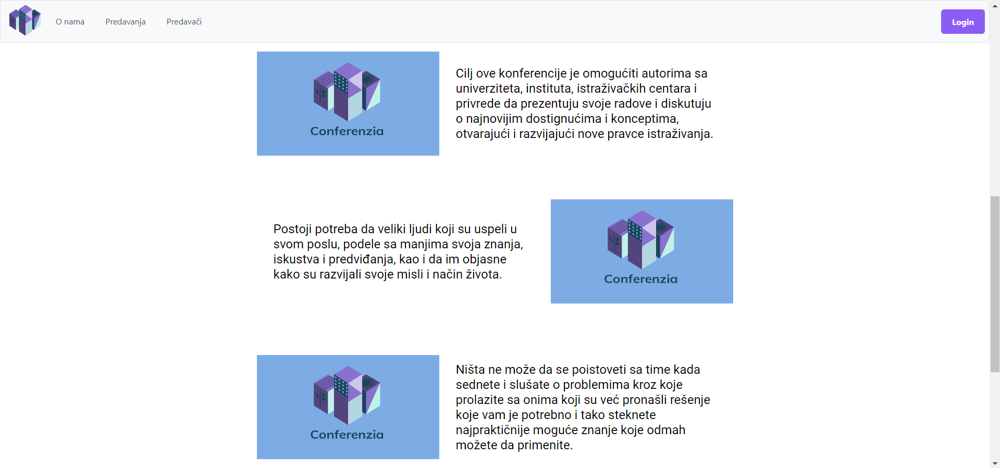 O nama
Predavanja
Predavači
Login
Conferenzia
Cilj ove konferencije je omogućiti autorima sa
univerziteta, instituta, istraživačkih centara i
privrede da prezentuju svoje radove i diskutuju
o najnovijim dostignućima i konceptima,
otvarajući i razvijajući nove pravce istraživanja.
Postoji potreba da veliki ljudi koji su uspeli u
svom poslu, podele sa manjima svoja znanja,
iskustva i predviđanja, kao i da im objasne
kako su razvijali svoje misli i način života.
Conferenzia
Conferenzia
Ništa ne može da se poistoveti sa time kada
sednete i slušate o problemima kroz koje
prolazite sa onima koji su već pronašli rešenje
koje vam je potrebno i tako steknete
najpraktičnije moguće znanje koje odmah
možete da primenite.